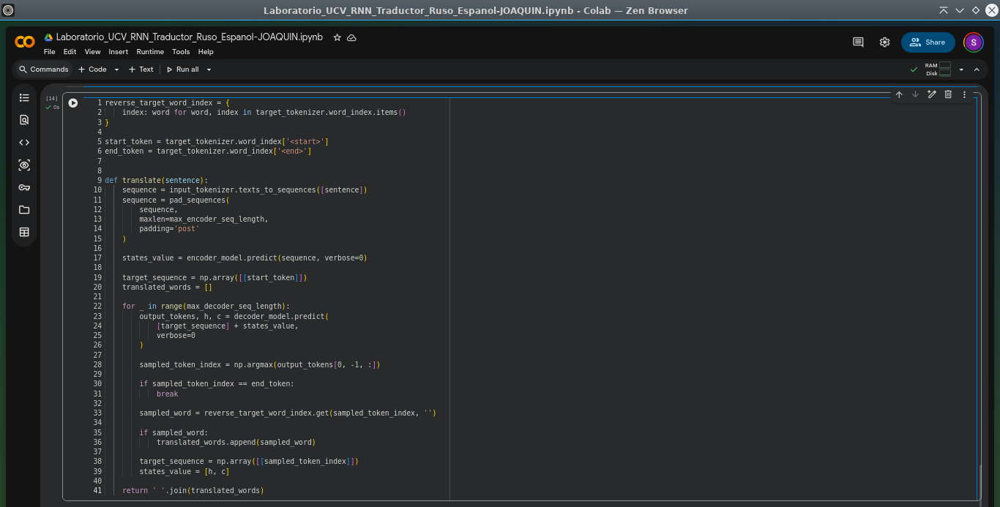 Laboratorio_UCV_RNN_Traductor_Ruso_Espanol-JOAQUIN.ipynb - Colab — Zen Browser
Laboratorio_UCV_RNN_Traductor_Ruso_Espanol-JOAQUIN.ipynb
File Edit View Insert Runtime Tools Help
Share
S
Commands + Code + Text Run all
RAM
Disk
[14]
0s
1 reverse_target_word_index = {
2     index: word for word, index in target_tokenizer.word_index.items()
3 }
4
5 start_token = target_tokenizer.word_index['<start>']
6 end_token = target_tokenizer.word_index['<end>']
7
8
9 def translate(sentence):
10     sequence = input_tokenizer.texts_to_sequences([sentence])
11     sequence = pad_sequences(
12         sequence,
13         maxlen=max_encoder_seq_length,
14         padding='post'
15     )
16
17     states_value = encoder_model.predict(sequence, verbose=0)
18
19     target_sequence = np.array([[start_token]])
20     translated_words = []
21
22     for _ in range(max_decoder_seq_length):
23         output_tokens, h, c = decoder_model.predict(
24             [target_sequence] + states_value,
25             verbose=0
26         )
27
28         sampled_token_index = np.argmax(output_tokens[0, -1, :])
29
30         if sampled_token_index == end_token:
31             break
32
33         sampled_word = reverse_target_word_index.get(sampled_token_index, '')
34
35         if sampled_word:
36             translated_words.append(sampled_word)
37
38         target_sequence = np.array([[sampled_token_index]])
39         states_value = [h, c]
40
41     return ' '.join(translated_words)